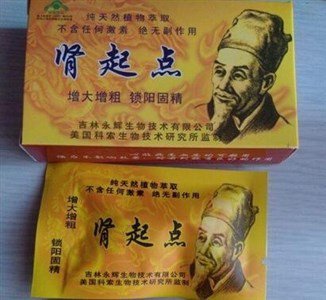 纯天然植物萃取
不含任何激素 绝无副作用
肾起点
增大增粗 锁阳固精
吉林永辉生物技术有限公司
美国科索生物技术研究所监制
纯天然植物萃取
不含任何激素 绝无副作用
增大增粗
锁阳固精
肾起点
吉林永辉生物技术有限公司
美国科索生物技术研究所监制